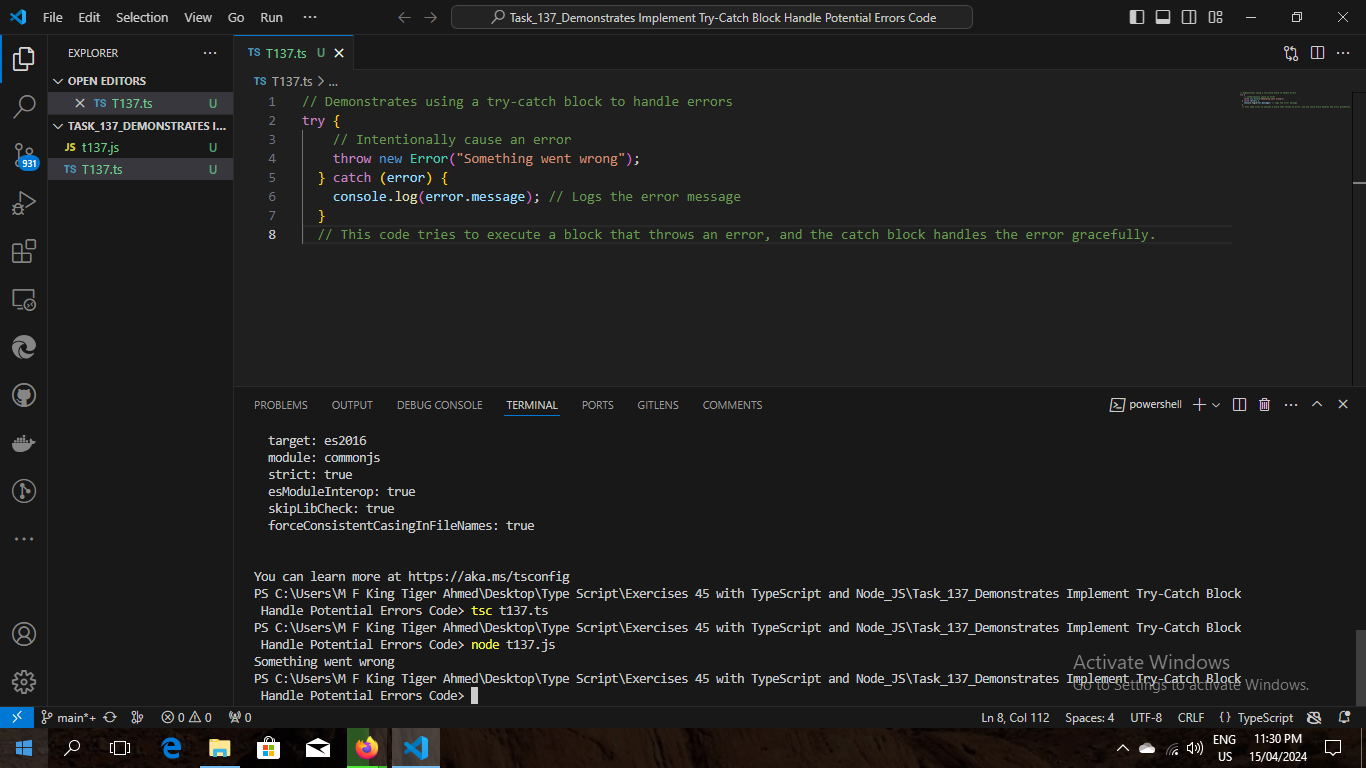 File Edit Selection View Go Run ···
Task_137_Demonstrates Implement Try-Catch Block Handle Potential Errors Code
EXPLORER
OPEN EDITORS
TS T137.ts U
TASK_137_DEMONSTRATES I...
JS t137.js U
TS T137.ts U
931
TS T137.ts U
TS T137.ts > ...
1 // Demonstrates using a try-catch block to handle errors
2 try {
3 // Intentionally cause an error
4 throw new Error("Something went wrong");
5 } catch (error) {
6 console.log(error.message); // Logs the error message
7 }
8 // This code tries to execute a block that throws an error, and the catch block handles the error gracefully.
PROBLEMS OUTPUT DEBUG CONSOLE TERMINAL PORTS GITLENS COMMENTS
powershell
target: es2016
module: commonjs
strict: true
esModuleInterop: true
skipLibCheck: true
forceConsistentCasingInFileNames: true
You can learn more at https://aka.ms/tsconfig
PS C:\Users\M F King Tiger Ahmed\Desktop\Type Script\Exercises 45 with TypeScript and Node_JS\Task_137_Demonstrates Implement Try-Catch Block
Handle Potential Errors Code> tsc t137.ts
PS C:\Users\M F King Tiger Ahmed\Desktop\Type Script\Exercises 45 with TypeScript and Node_JS\Task_137_Demonstrates Implement Try-Catch Block
Handle Potential Errors Code> node t137.js
Something went wrong
PS C:\Users\M F King Tiger Ahmed\Desktop\Type Script\Exercises 45 with TypeScript and Node_JS\Task_137_Demonstrates Implement Try-Catch Block
Handle Potential Errors Code>
Activate Windows
Go to Settings to activate Windows.
main*+ 0 0 0
Ln 8, Col 112 Spaces: 4 UTF-8 CRLF {} TypeScript
ENG
US
11:30 PM
15/04/2024